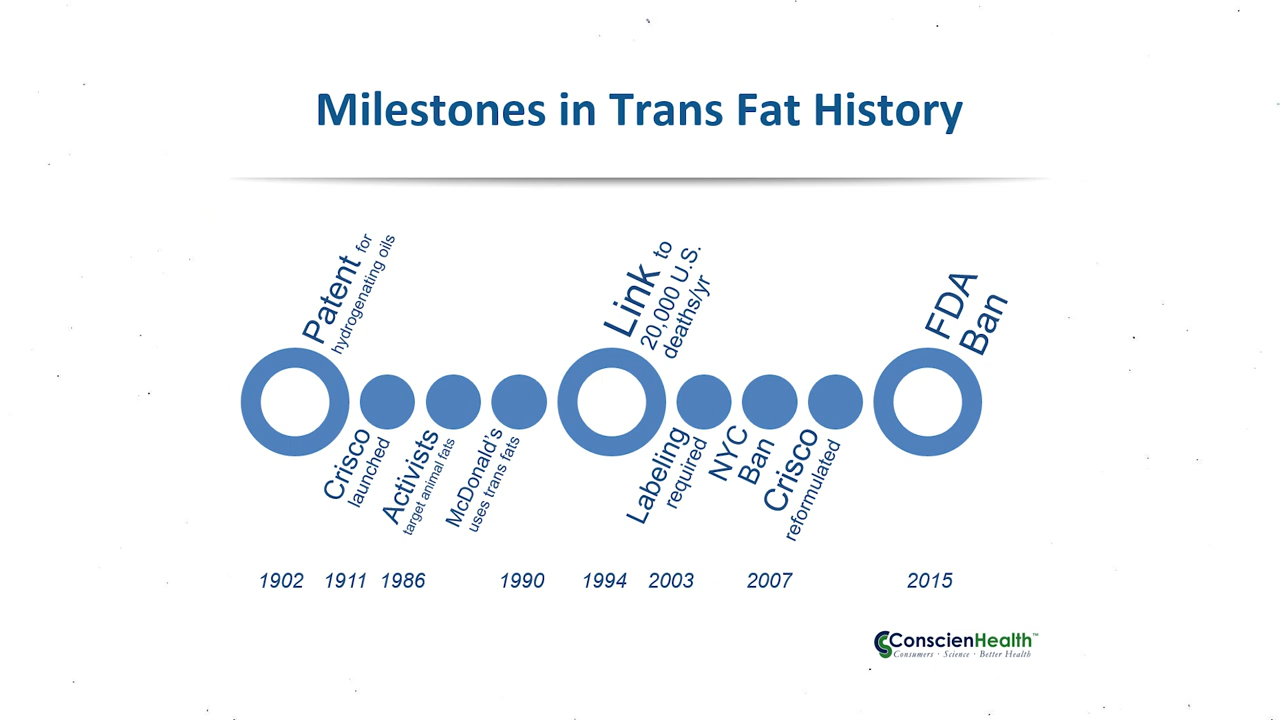 Milestones in Trans Fat History
Patent for
hydrogenating oils
Link to
20,000 U.S.
deaths/yr
FDA
Ban
Crisco
launched
Activists
target animal fats
McDonald's
uses trans fats
Labeling
required
NYC
Ban
Crisco
reformulated
1902 1911 1986 1990 1994 2003 2007 2015
ConscienHealth™
Consumers · Science · Better Health